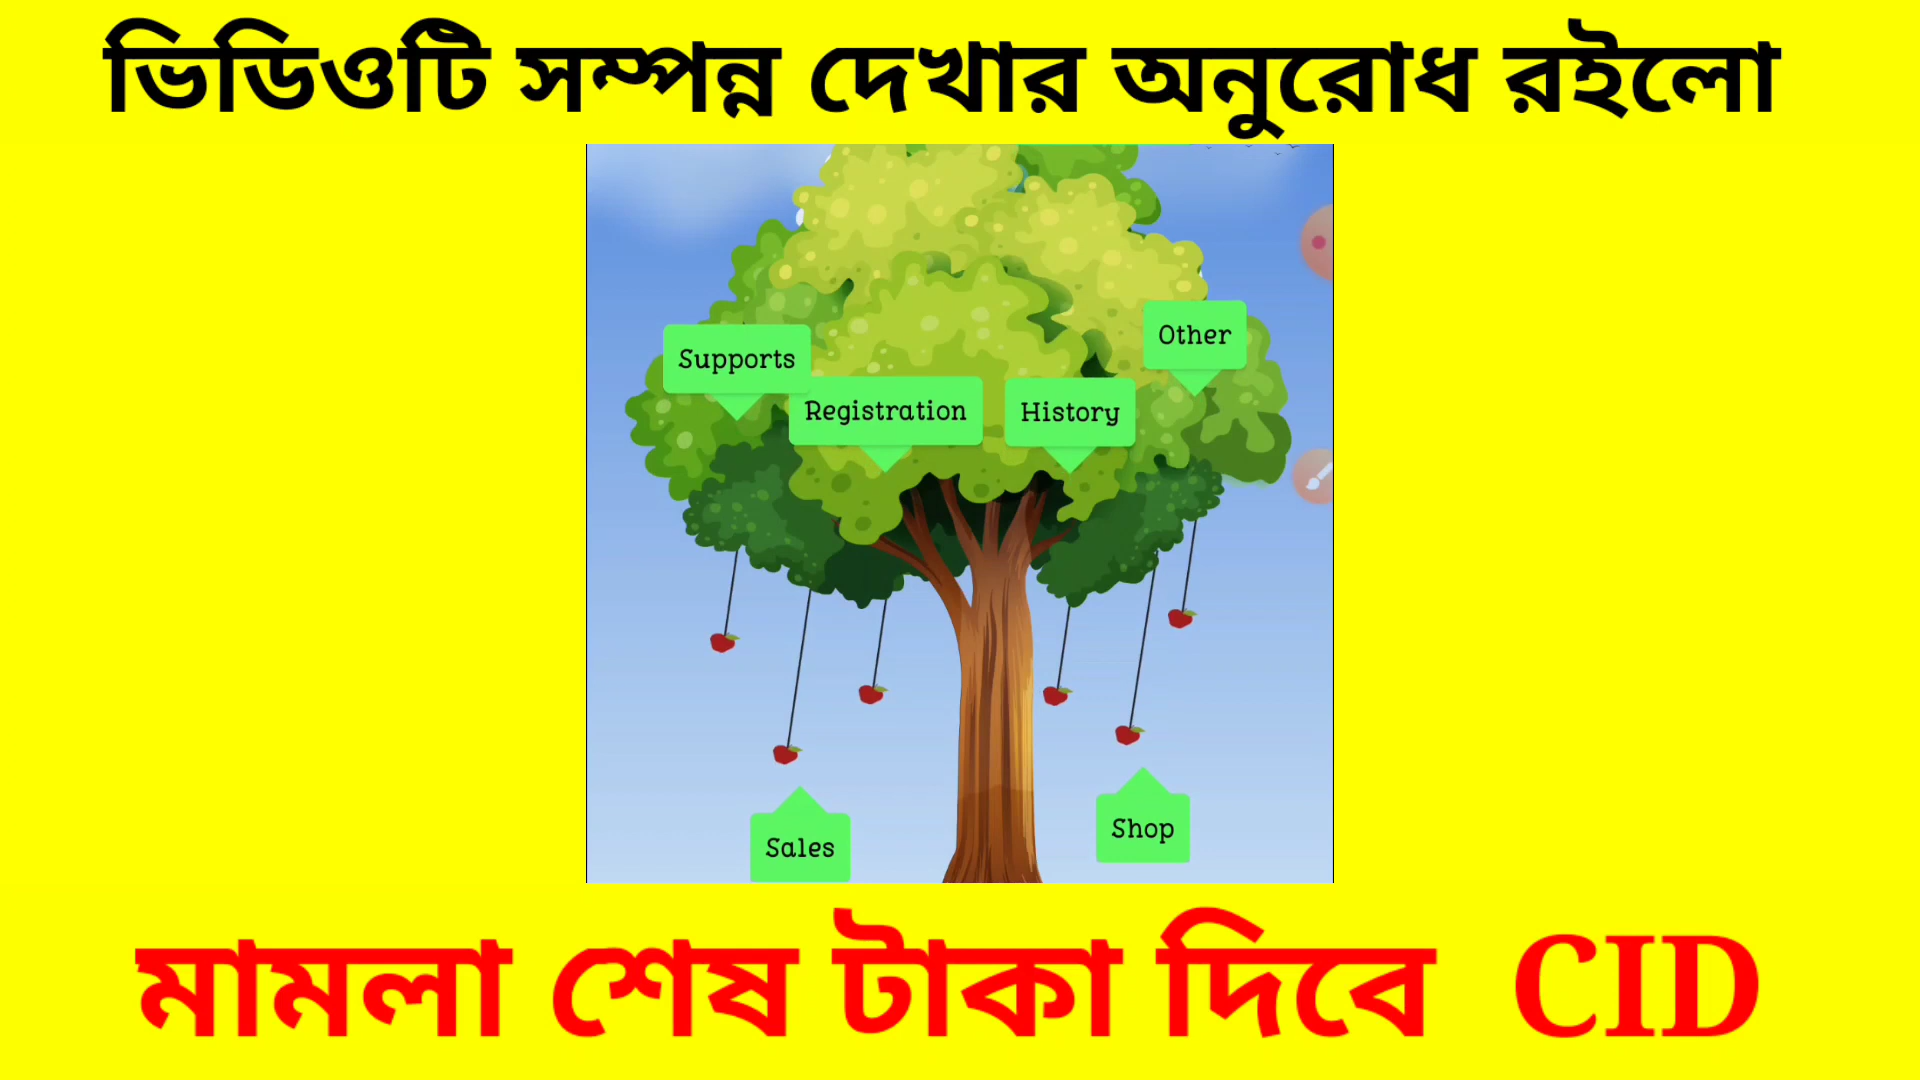 ভিডিওটি সম্পন্ন দেখার অনুরোধ রইলো
Other
Supports
Registration
History
Shop
Sales
মামলা শেষ টাকা দিবে CID